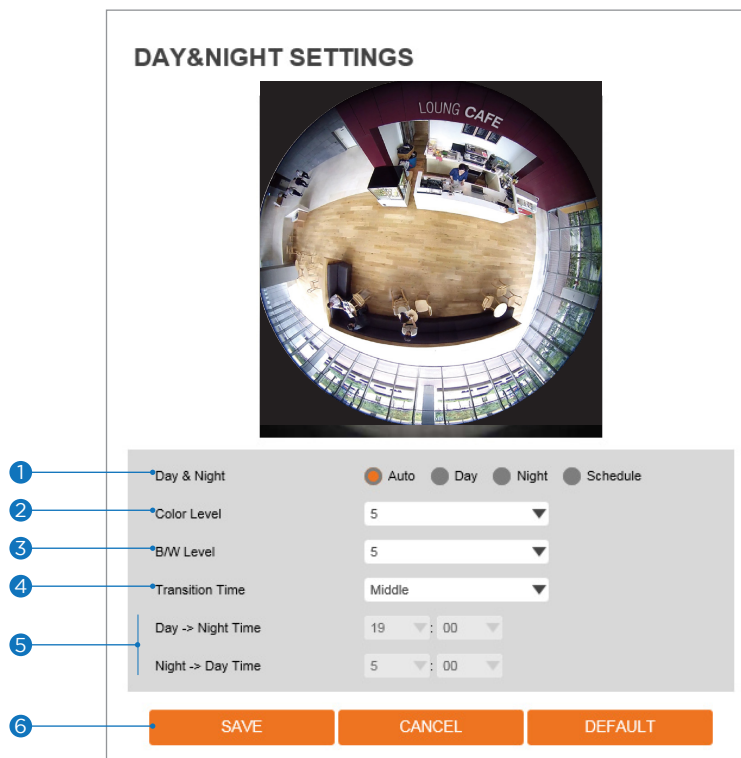 DAY&NIGHT SETTINGS
LOUNG CAFE
1 Day & Night Auto Day Night Schedule
2 Color Level 5
3 B/W Level 5
4 Transition Time Middle
Day -> Night Time 19 : 00
5
Night -> Day Time 5 : 00
6 SAVE CANCEL DEFAULT